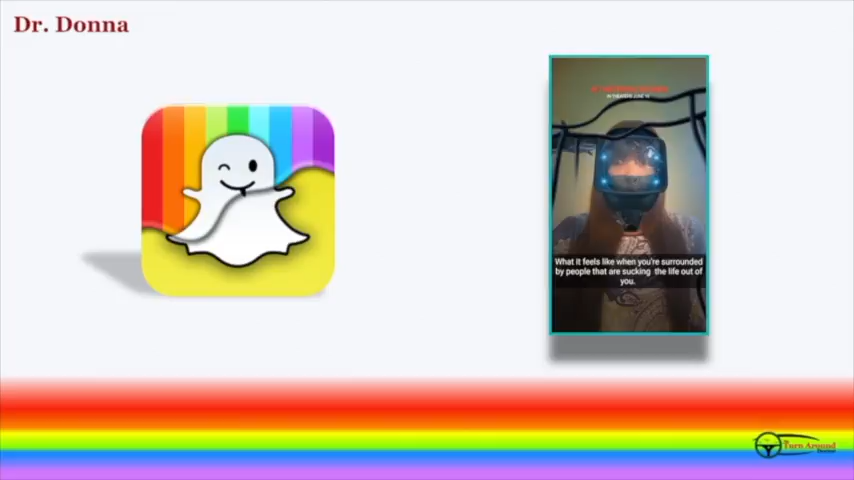 Dr. Donna
What it feels like when you're surrounded
by people that are sucking the life out of
you.
Turn Around